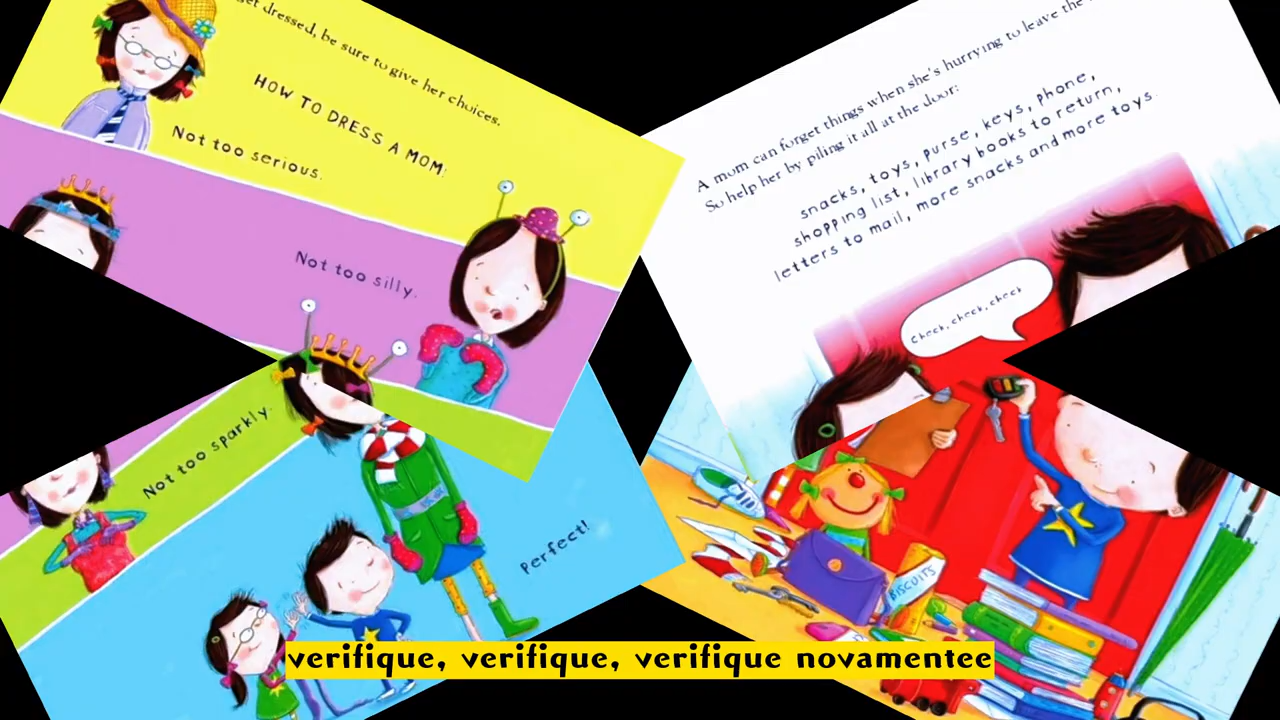 get dressed, be sure to give her choices.
HOW TO DRESS A MOM:
Not too serious.
Not too silly.
Not too sparkly.
Perfect!
A mom can forget things when she's hurrying to leave the
So help her by piling it all at the door:
snacks, toys, purse, keys, phone,
shopping list, library books to return,
letters to mail, more snacks and more toys.
Check, check, check
BISCUITS
verifique, verifique, verifique novamentee